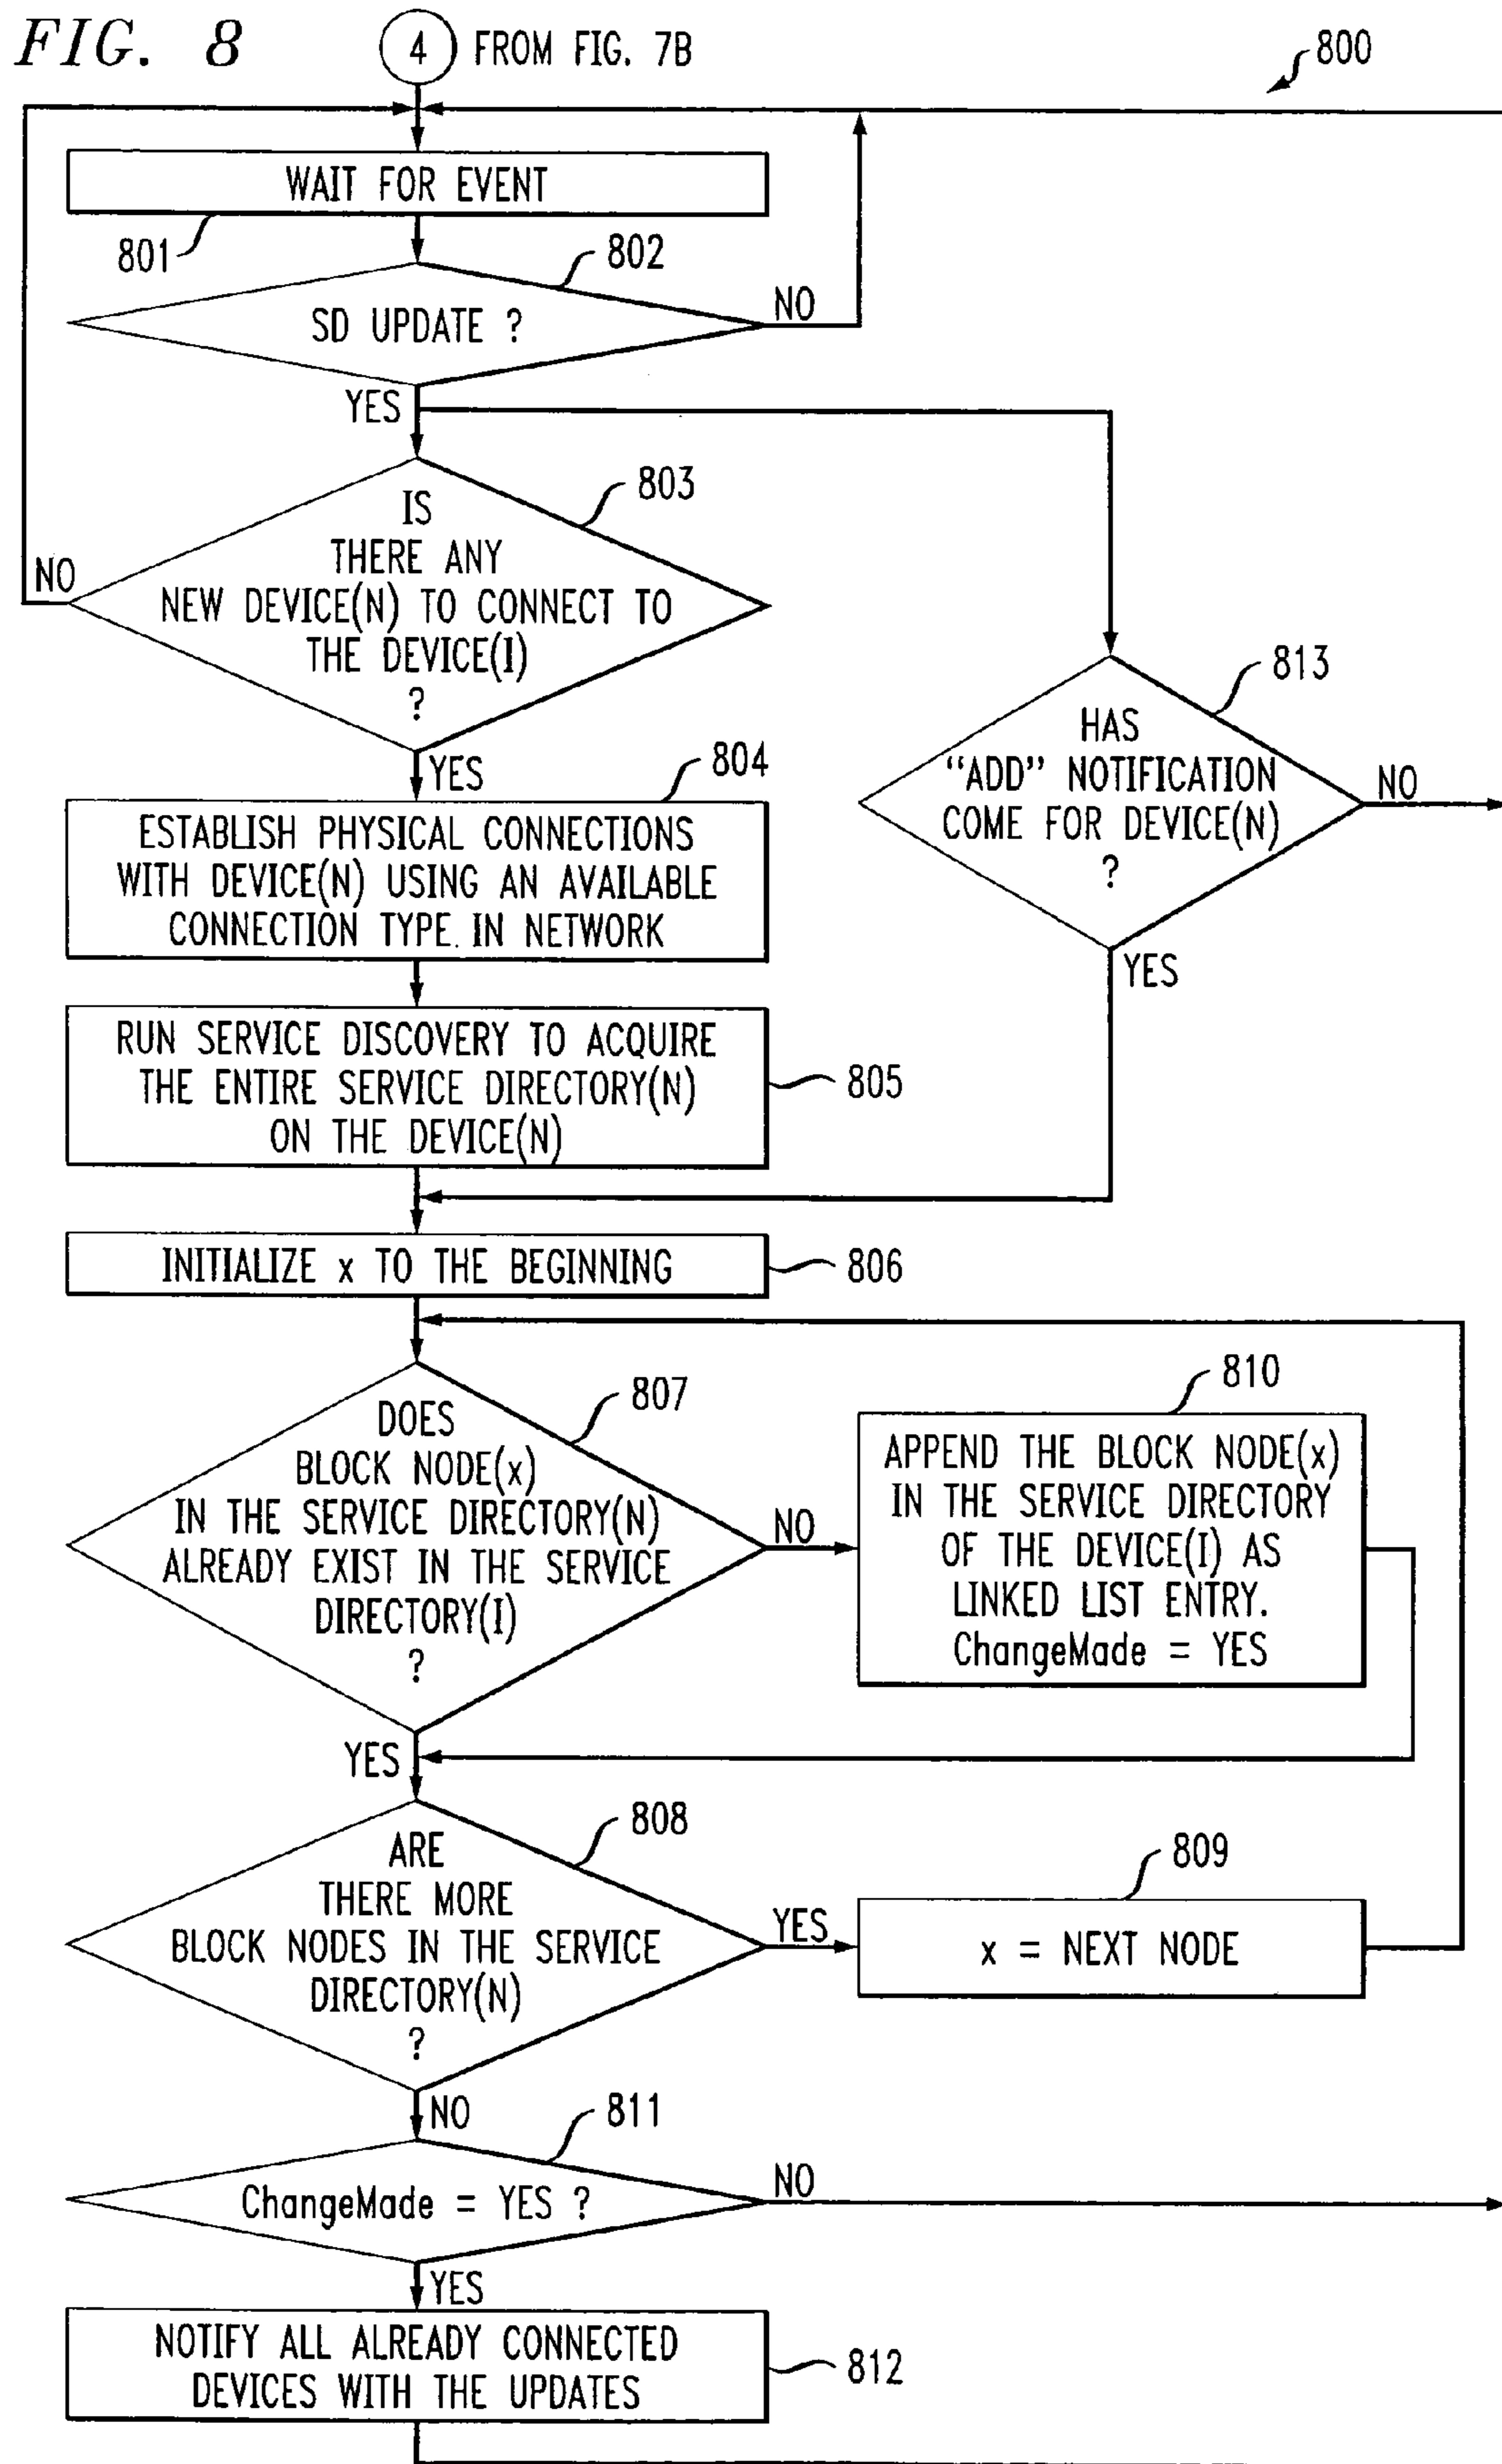 FIG. 8
4 FROM FIG. 7B
800
WAIT FOR EVENT
801
802
SD UPDATE ?
NO
YES
803
IS
THERE ANY
NEW DEVICE(N) TO CONNECT TO
THE DEVICE(I)
?
NO
YES
804
ESTABLISH PHYSICAL CONNECTIONS
WITH DEVICE(N) USING AN AVAILABLE
CONNECTION TYPE. IN NETWORK
813
HAS
“ADD” NOTIFICATION
COME FOR DEVICE(N)
?
NO
YES
RUN SERVICE DISCOVERY TO ACQUIRE
THE ENTIRE SERVICE DIRECTORY(N)
ON THE DEVICE(N)
805
INITIALIZE x TO THE BEGINNING
806
807
DOES
BLOCK NODE(x)
IN THE SERVICE DIRECTORY(N)
ALREADY EXIST IN THE SERVICE
DIRECTORY(I)
?
NO
YES
810
APPEND THE BLOCK NODE(x)
IN THE SERVICE DIRECTORY
OF THE DEVICE(I) AS
LINKED LIST ENTRY.
ChangeMade = YES
808
ARE
THERE MORE
BLOCK NODES IN THE SERVICE
DIRECTORY(N)
?
YES
NO
809
x = NEXT NODE
811
ChangeMade = YES ?
NO
YES
NOTIFY ALL ALREADY CONNECTED
DEVICES WITH THE UPDATES
812